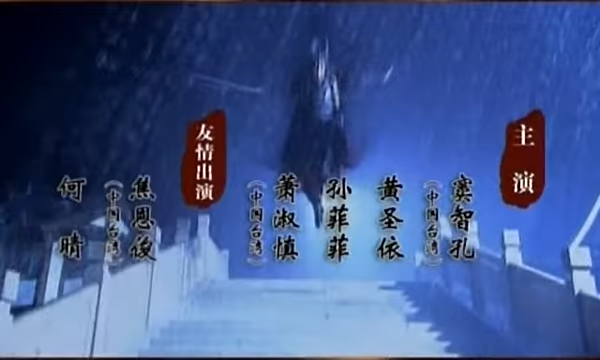 主演
窦智孔
(中国台湾)
黄圣依
孙菲菲
萧淑慎
(中国台湾)
友情出演
焦恩俊
(中国台湾)
何晴